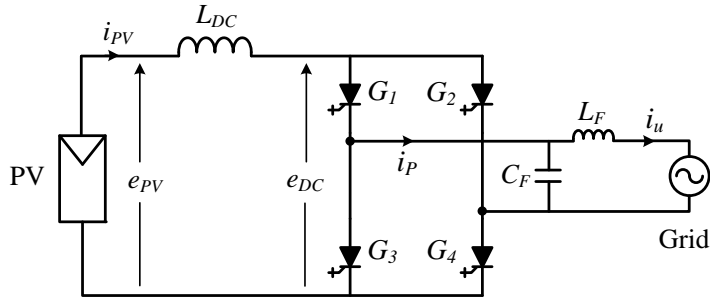 L_DC
i_PV
G_1
G_2
L_F
i_u
i_P
PV
e_PV
e_DC
C_F
G_3
G_4
Grid